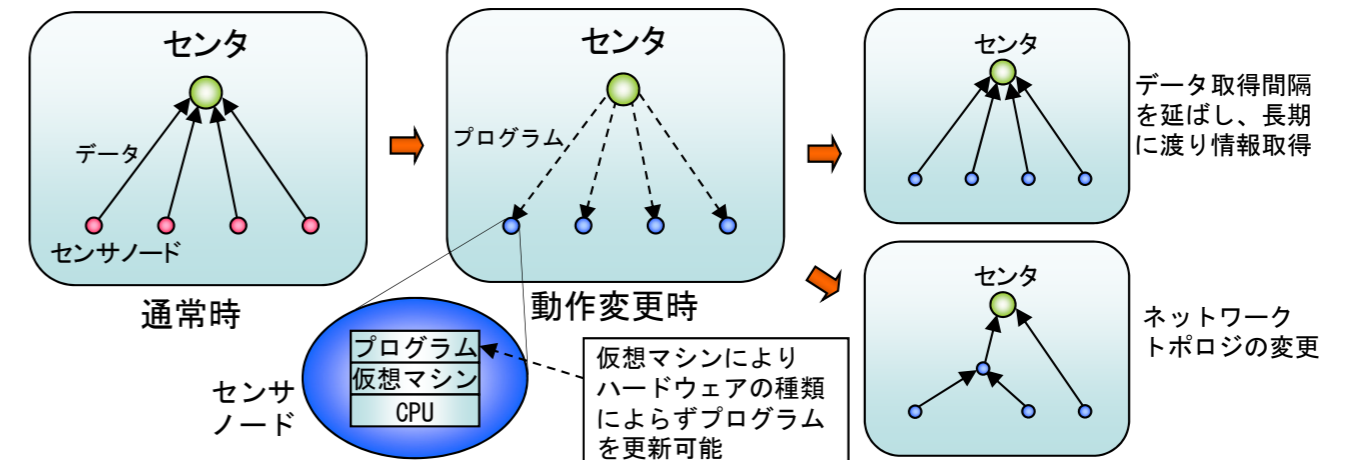 センタ
データ
センサノード
通常時
センタ
プログラム
動作変更時
プログラム
仮想マシン
CPU
センサ
ノード
仮想マシンにより
ハードウェアの種類
によらずプログラム
を更新可能
センタ
データ取得間隔
を延ばし、長期
に渡り情報取得
センタ
ネットワーク
トポロジの変更